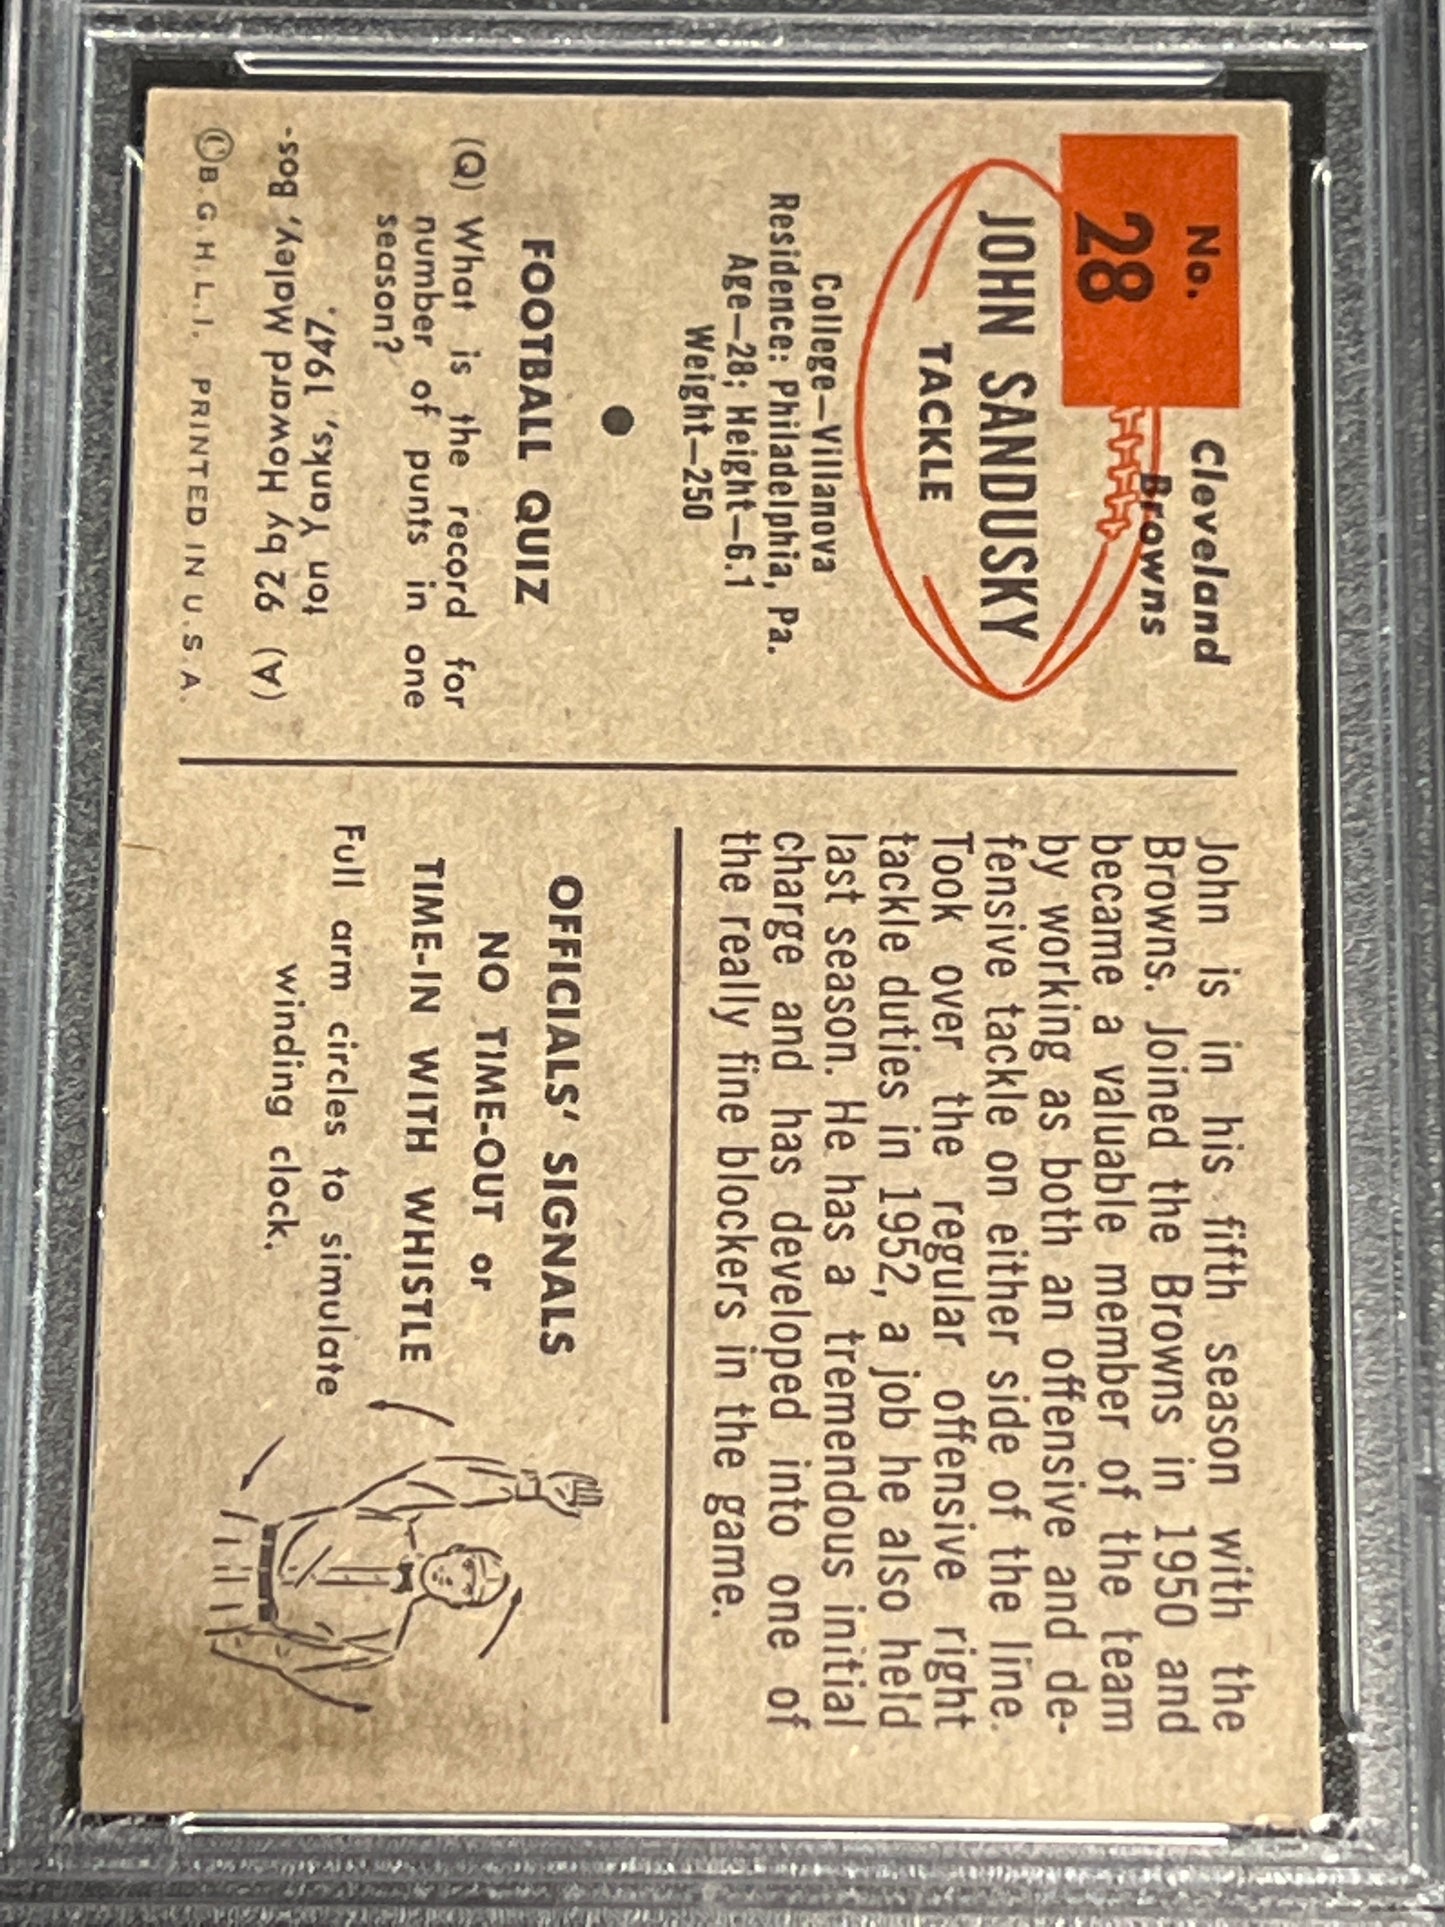 No.
28
Cleveland
Browns
JOHN SANDUSKY
TACKLE
College—Villanova
Residence: Philadelphia, Pa.
Age—28; Height—6.1
Weight—250
FOOTBALL QUIZ
(Q) What is the record for
number of punts in one
season?
(A) 92 by Howard Maley, Bos-
ton Yanks, 1947.
©B.G.H.L.I. PRINTED IN U.S.A.
John is in his fifth season with the
Browns. Joined the Browns in 1950 and
became a valuable member of the team
by working as both an offensive and de-
fensive tackle on either side of the line.
Took over the regular offensive right
tackle duties in 1952, a job he also held
last season. He has a tremendous initial
charge and has developed into one of
the really fine blockers in the game.
OFFICIALS' SIGNALS
NO TIME-OUT or
TIME-IN WITH WHISTLE
Full arm circles to simulate
winding clock.